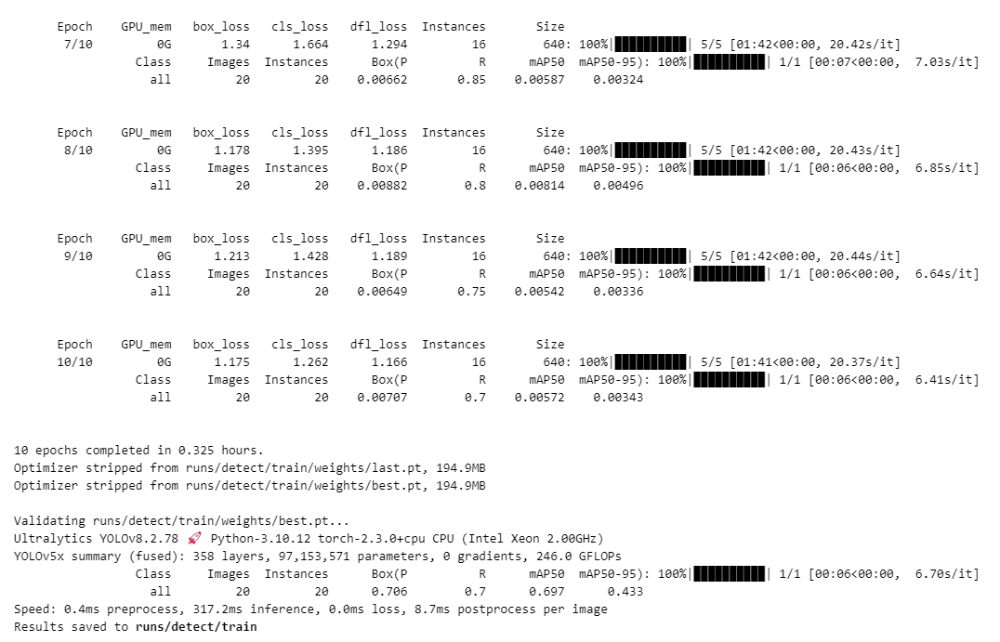 Epoch GPU_mem box_loss cls_loss dfl_loss Instances Size
7/10 0G 1.34 1.664 1.294 16 640: 100%|██████████| 5/5 [01:42<00:00, 20.42s/it]
Class Images Instances Box(P R mAP50 mAP50-95): 100%|██████████| 1/1 [00:07<00:00, 7.03s/it]
all 20 20 0.00662 0.85 0.00587 0.00324
Epoch GPU_mem box_loss cls_loss dfl_loss Instances Size
8/10 0G 1.178 1.395 1.186 16 640: 100%|██████████| 5/5 [01:42<00:00, 20.43s/it]
Class Images Instances Box(P R mAP50 mAP50-95): 100%|██████████| 1/1 [00:06<00:00, 6.85s/it]
all 20 20 0.00882 0.8 0.00814 0.00496
Epoch GPU_mem box_loss cls_loss dfl_loss Instances Size
9/10 0G 1.213 1.428 1.189 16 640: 100%|██████████| 5/5 [01:42<00:00, 20.44s/it]
Class Images Instances Box(P R mAP50 mAP50-95): 100%|██████████| 1/1 [00:06<00:00, 6.64s/it]
all 20 20 0.00649 0.75 0.00542 0.00336
Epoch GPU_mem box_loss cls_loss dfl_loss Instances Size
10/10 0G 1.175 1.262 1.166 16 640: 100%|██████████| 5/5 [01:41<00:00, 20.37s/it]
Class Images Instances Box(P R mAP50 mAP50-95): 100%|██████████| 1/1 [00:06<00:00, 6.41s/it]
all 20 20 0.00707 0.7 0.00572 0.00343
10 epochs completed in 0.325 hours.
Optimizer stripped from runs/detect/train/weights/last.pt, 194.9MB
Optimizer stripped from runs/detect/train/weights/best.pt, 194.9MB
Validating runs/detect/train/weights/best.pt...
Ultralytics YOLOv8.2.78 🚀 Python-3.10.12 torch-2.3.0+cpu CPU (Intel Xeon 2.00GHz)
YOLOv5x summary (fused): 358 layers, 97,153,571 parameters, 0 gradients, 246.0 GFLOPs
Class Images Instances Box(P R mAP50 mAP50-95): 100%|██████████| 1/1 [00:06<00:00, 6.70s/it]
all 20 20 0.706 0.7 0.697 0.433
Speed: 0.4ms preprocess, 317.2ms inference, 0.0ms loss, 8.7ms postprocess per image
Results saved to runs/detect/train